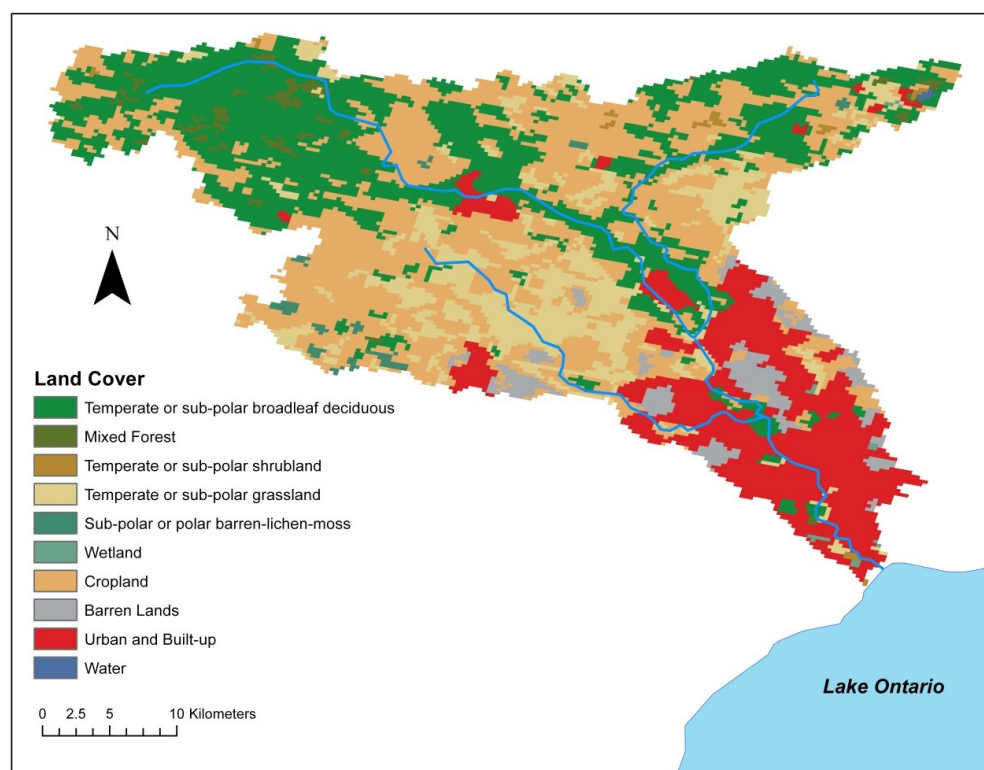 N
Land Cover
Temperate or sub-polar broadleaf deciduous
Mixed Forest
Temperate or sub-polar shrubland
Temperate or sub-polar grassland
Sub-polar or polar barren-lichen-moss
Wetland
Cropland
Barren Lands
Urban and Built-up
Water
0 2.5 5 10 Kilometers
Lake Ontario